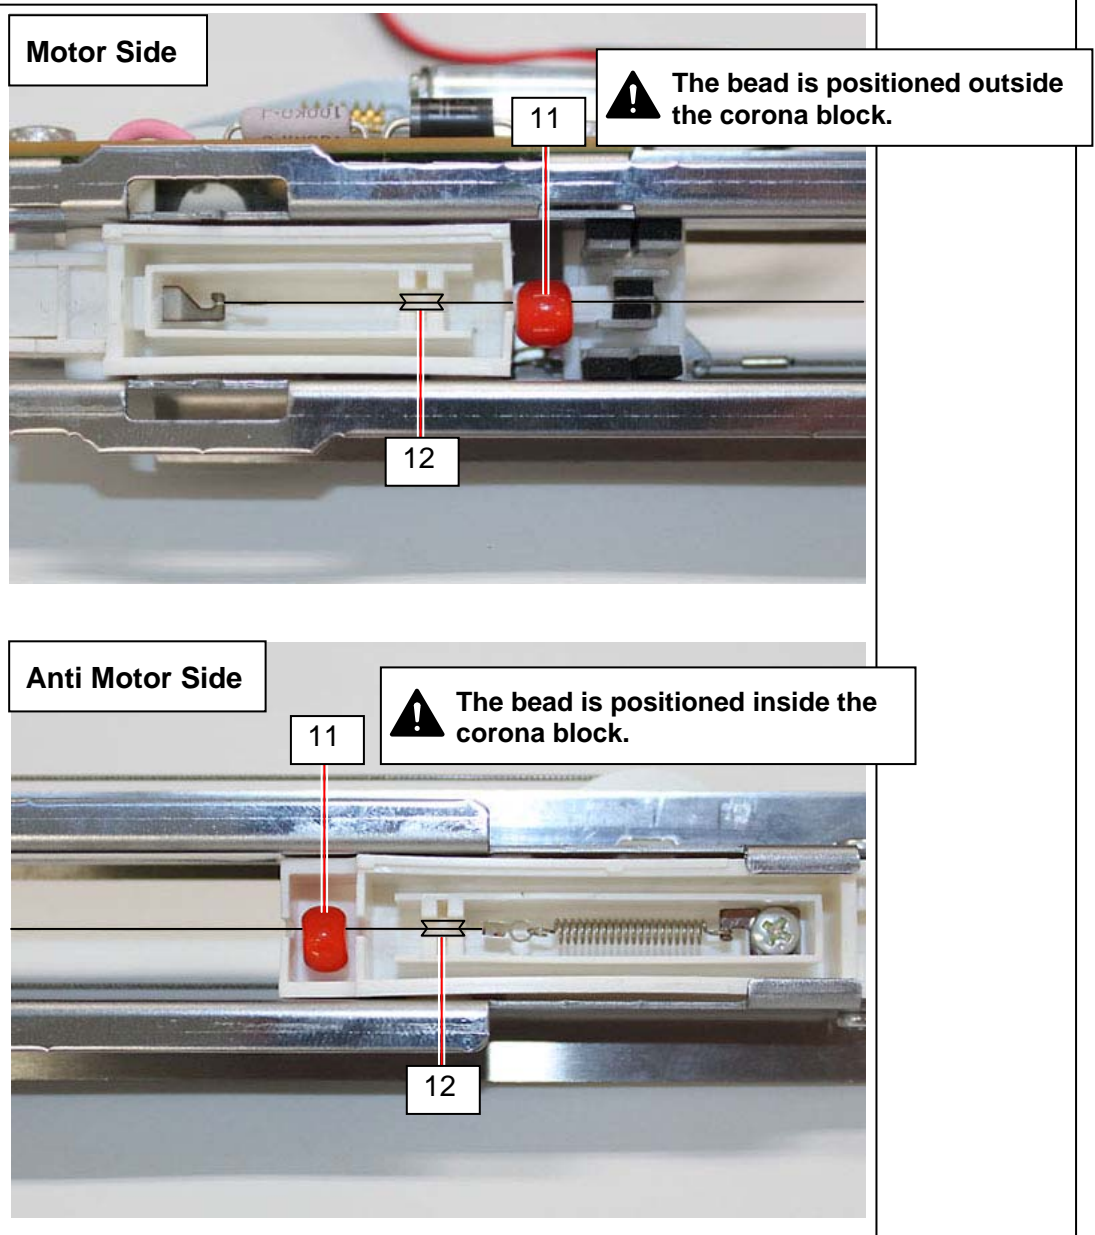 Motor Side
The bead is positioned outside
the corona block.
11
12
Anti Motor Side
The bead is positioned inside the
corona block.
11
12